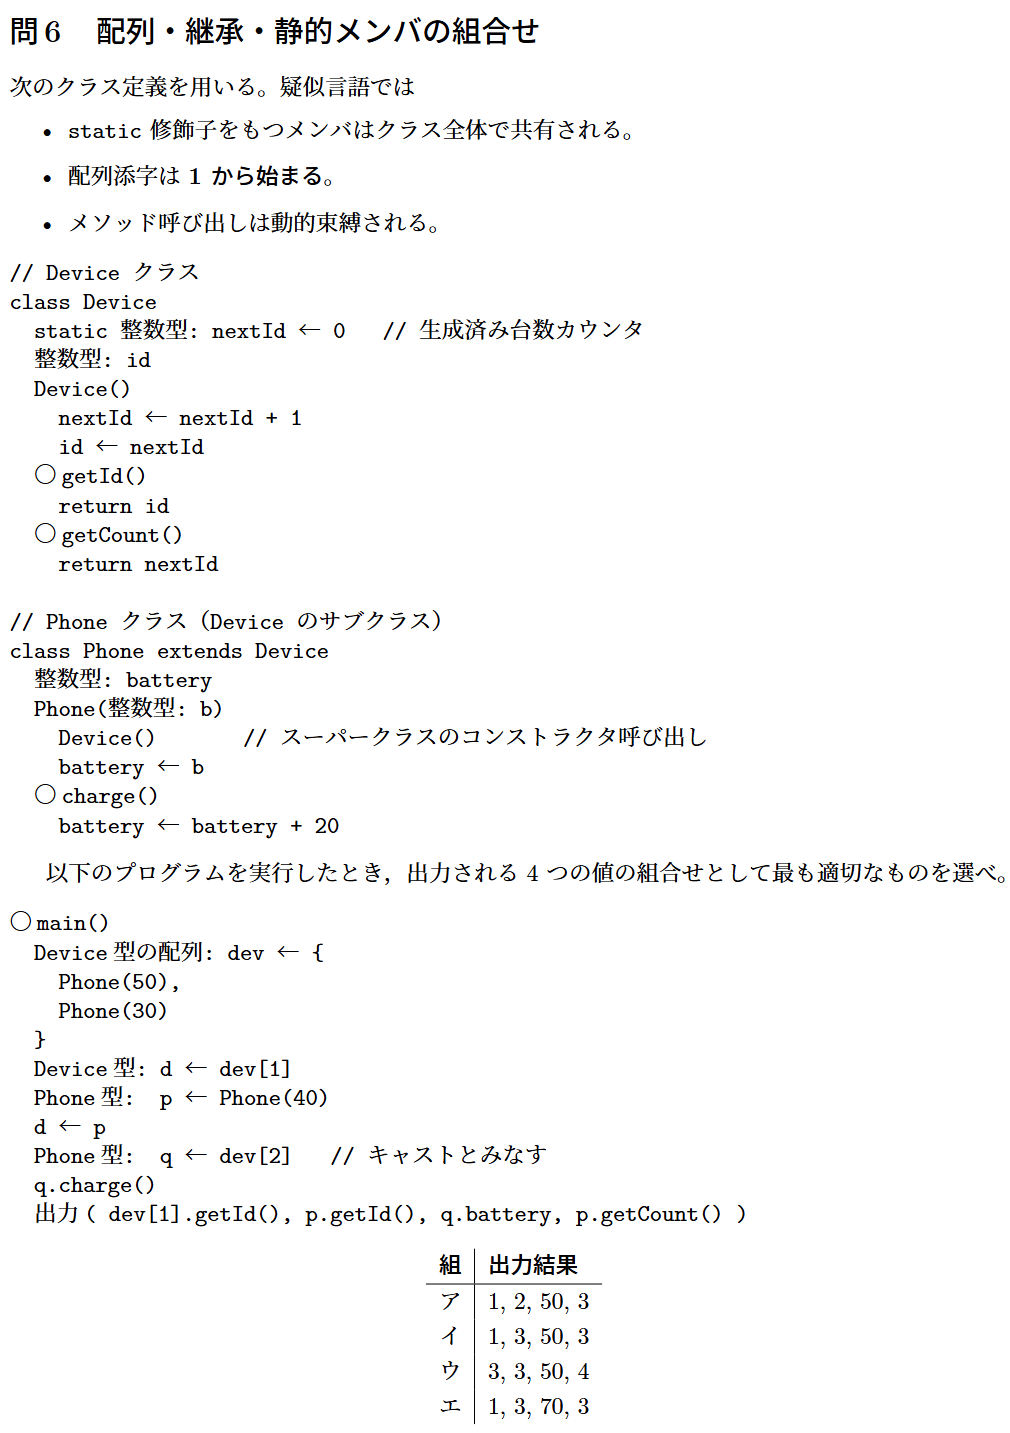 問 6　配列・継承・静的メンバの組合せ
次のクラス定義を用いる。疑似言語では
• static 修飾子をもつメンバはクラス全体で共有される。
• 配列添字は 1 から始まる。
• メソッド呼び出しは動的束縛される。
// Device クラス
class Device
  static 整数型: nextId ← 0   // 生成済み台数カウンタ
  整数型: id
  Device()
    nextId ← nextId + 1
    id ← nextId
  ○ getId()
    return id
  ○ getCount()
    return nextId
// Phone クラス（Device のサブクラス）
class Phone extends Device
  整数型: battery
  Phone(整数型: b)
    Device()       // スーパークラスのコンストラクタ呼び出し
    battery ← b
  ○ charge()
    battery ← battery + 20
以下のプログラムを実行したとき，出力される 4 つの値の組合せとして最も適切なものを選べ。
○ main()
  Device 型の配列: dev ← {
    Phone(50),
    Phone(30)
  }
  Device 型: d ← dev[1]
  Phone 型:  p ← Phone(40)
  d ← p
  Phone 型:  q ← dev[2]   // キャストとみなす
  q.charge()
  出力 ( dev[1].getId(), p.getId(), q.battery, p.getCount() )
組 出力結果
ア 1, 2, 50, 3
イ 1, 3, 50, 3
ウ 3, 3, 50, 4
エ 1, 3, 70, 3